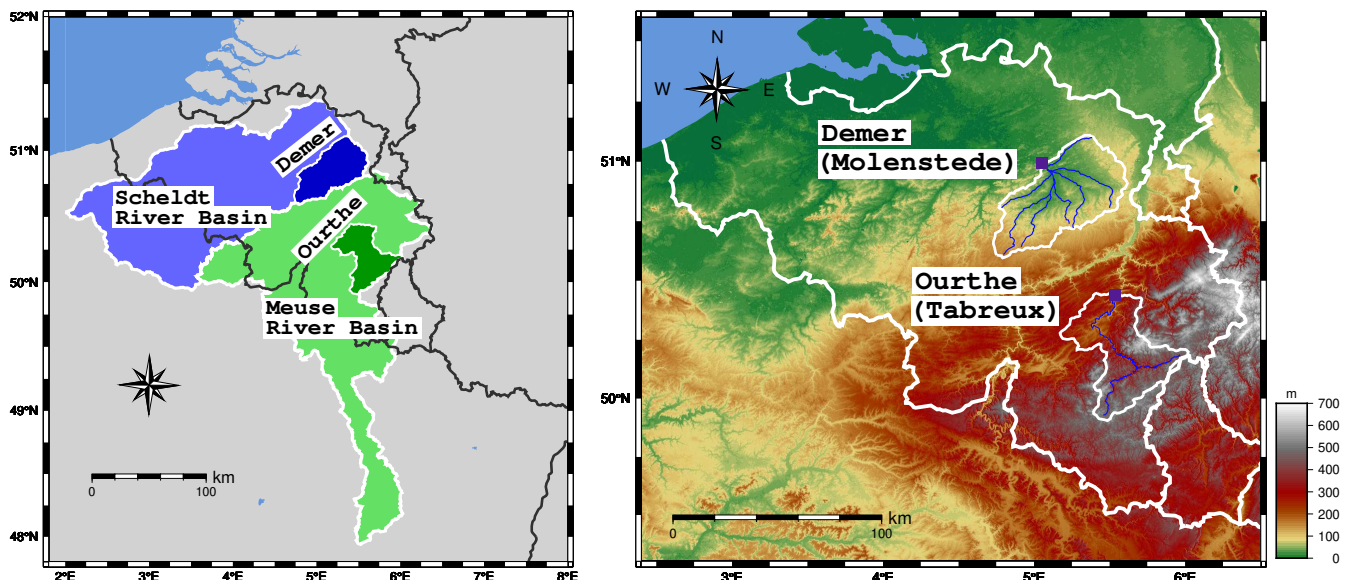 52°N
51°N
50°N
49°N
48°N
2°E
3°E
4°E
5°E
6°E
7°E
8°E
Demer
Scheldt
River Basin
Ourthe
Meuse
River Basin
km
0
100
N
W
E
S
Demer
(Molenstede)
Ourthe
(Tabreux)
51°N
50°N
km
0
100
3°E
4°E
5°E
6°E
m
700
600
500
400
300
200
100
0